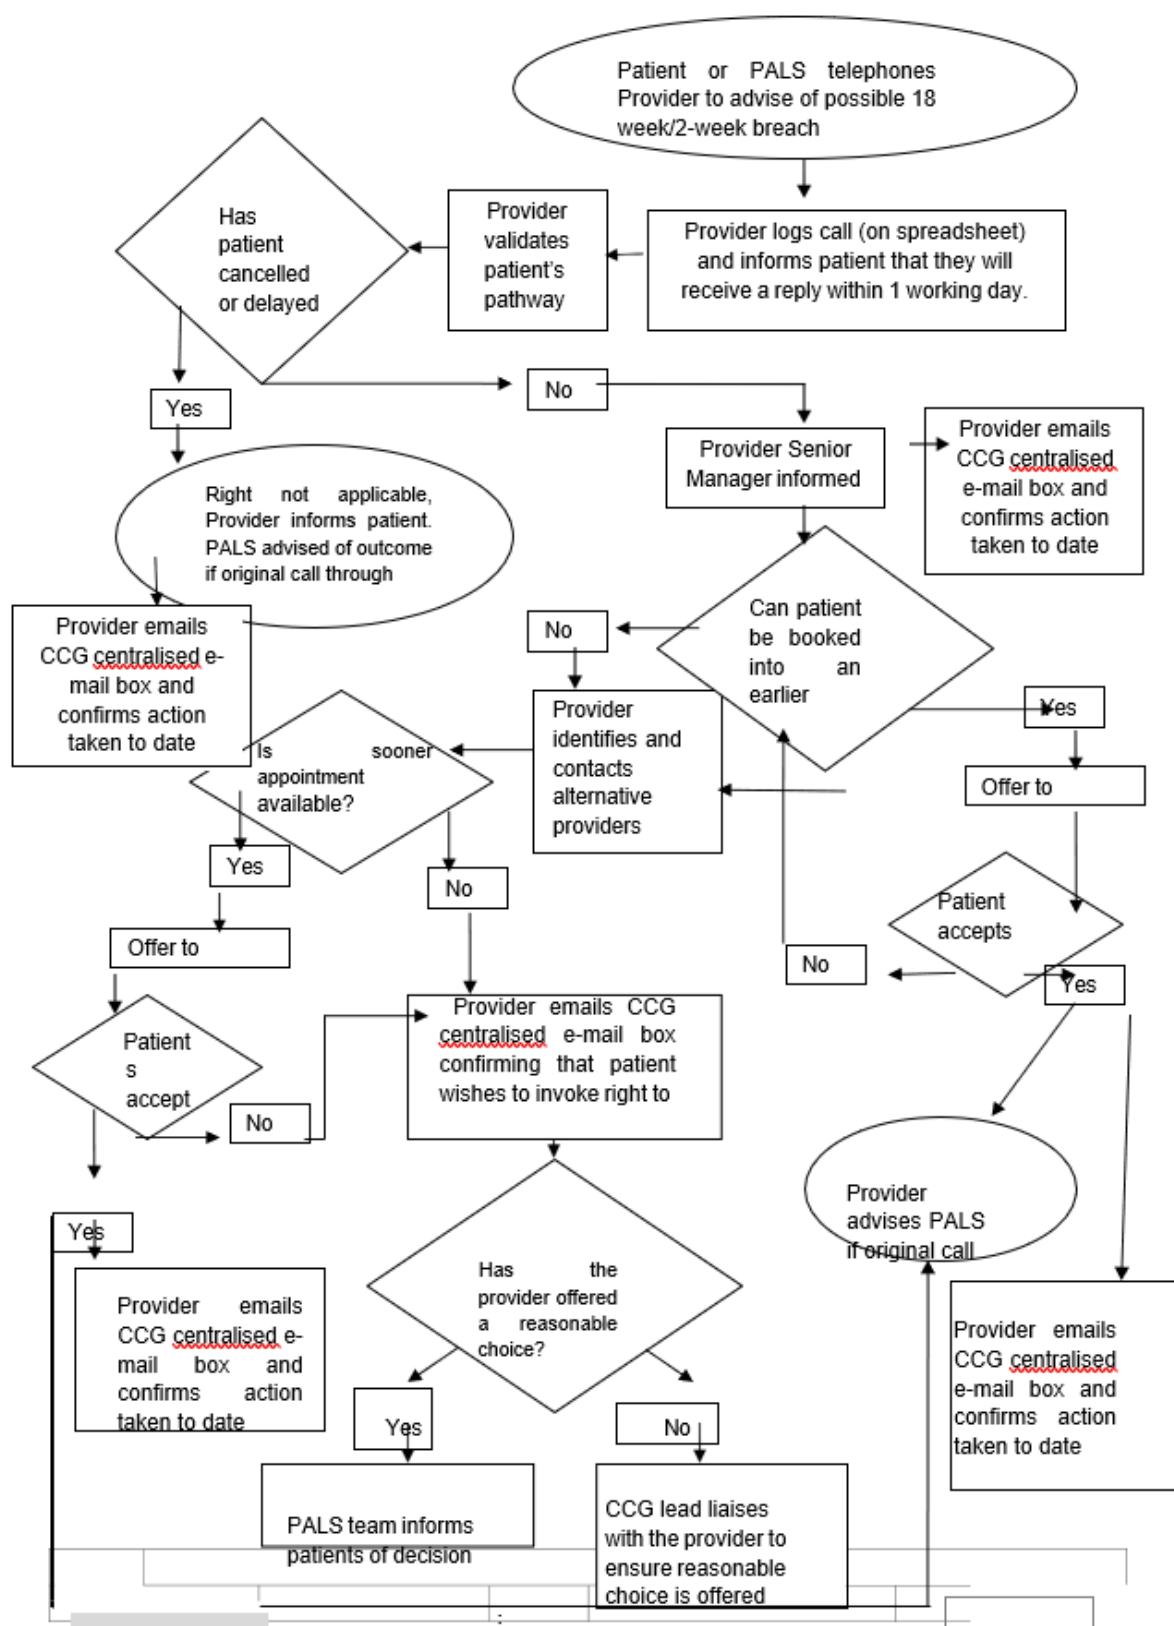 Patient or PALS telephones
Provider to advise of possible 18
week/2-week breach
Provider logs call (on spreadsheet)
and informs patient that they will
receive a reply within 1 working day.
Provider
validates
patient's
pathway
Has
patient
cancelled
or delayed
Yes
No
Right not applicable,
Provider informs patient.
PALS advised of outcome
if original call through
Provider emails
CCG centralised e-
mail box and
confirms action
taken to date
Provider Senior
Manager informed
Provider emails
CCG centralised
e-mail box and
confirms action
taken to date
Can patient
be booked
into an
earlier
No
Yes
Provider
identifies and
contacts
alternative
providers
Offer to
Patient
accepts
No
Yes
Is sooner
appointment
available?
Yes
No
Offer to
Patient
s
accept
No
Yes
Provider emails CCG
centralised e-mail box
confirming that patient
wishes to invoke right to
Provider
advises PALS
if original call
Provider emails
CCG centralised e-
mail box and
confirms action
taken to date
Has the
provider offered
a reasonable
choice?
Yes
No
Provider emails
CCG centralised
e-mail box and
confirms action
taken to date
PALS team informs
patients of decision
CCG lead liaises
with the provider to
ensure reasonable
choice is offered
: